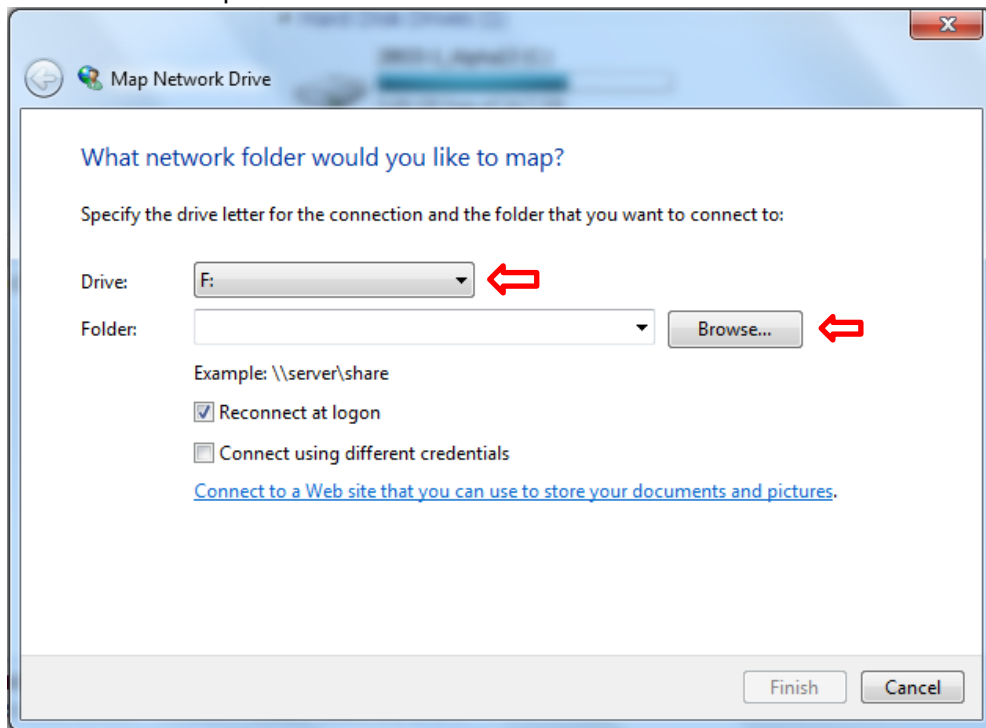 Map Network Drive
What network folder would you like to map?
Specify the drive letter for the connection and the folder that you want to connect to:
Drive: F:
Folder: Browse...
Example: \\server\share
Reconnect at logon
Connect using different credentials
Connect to a Web site that you can use to store your documents and pictures.
Finish Cancel